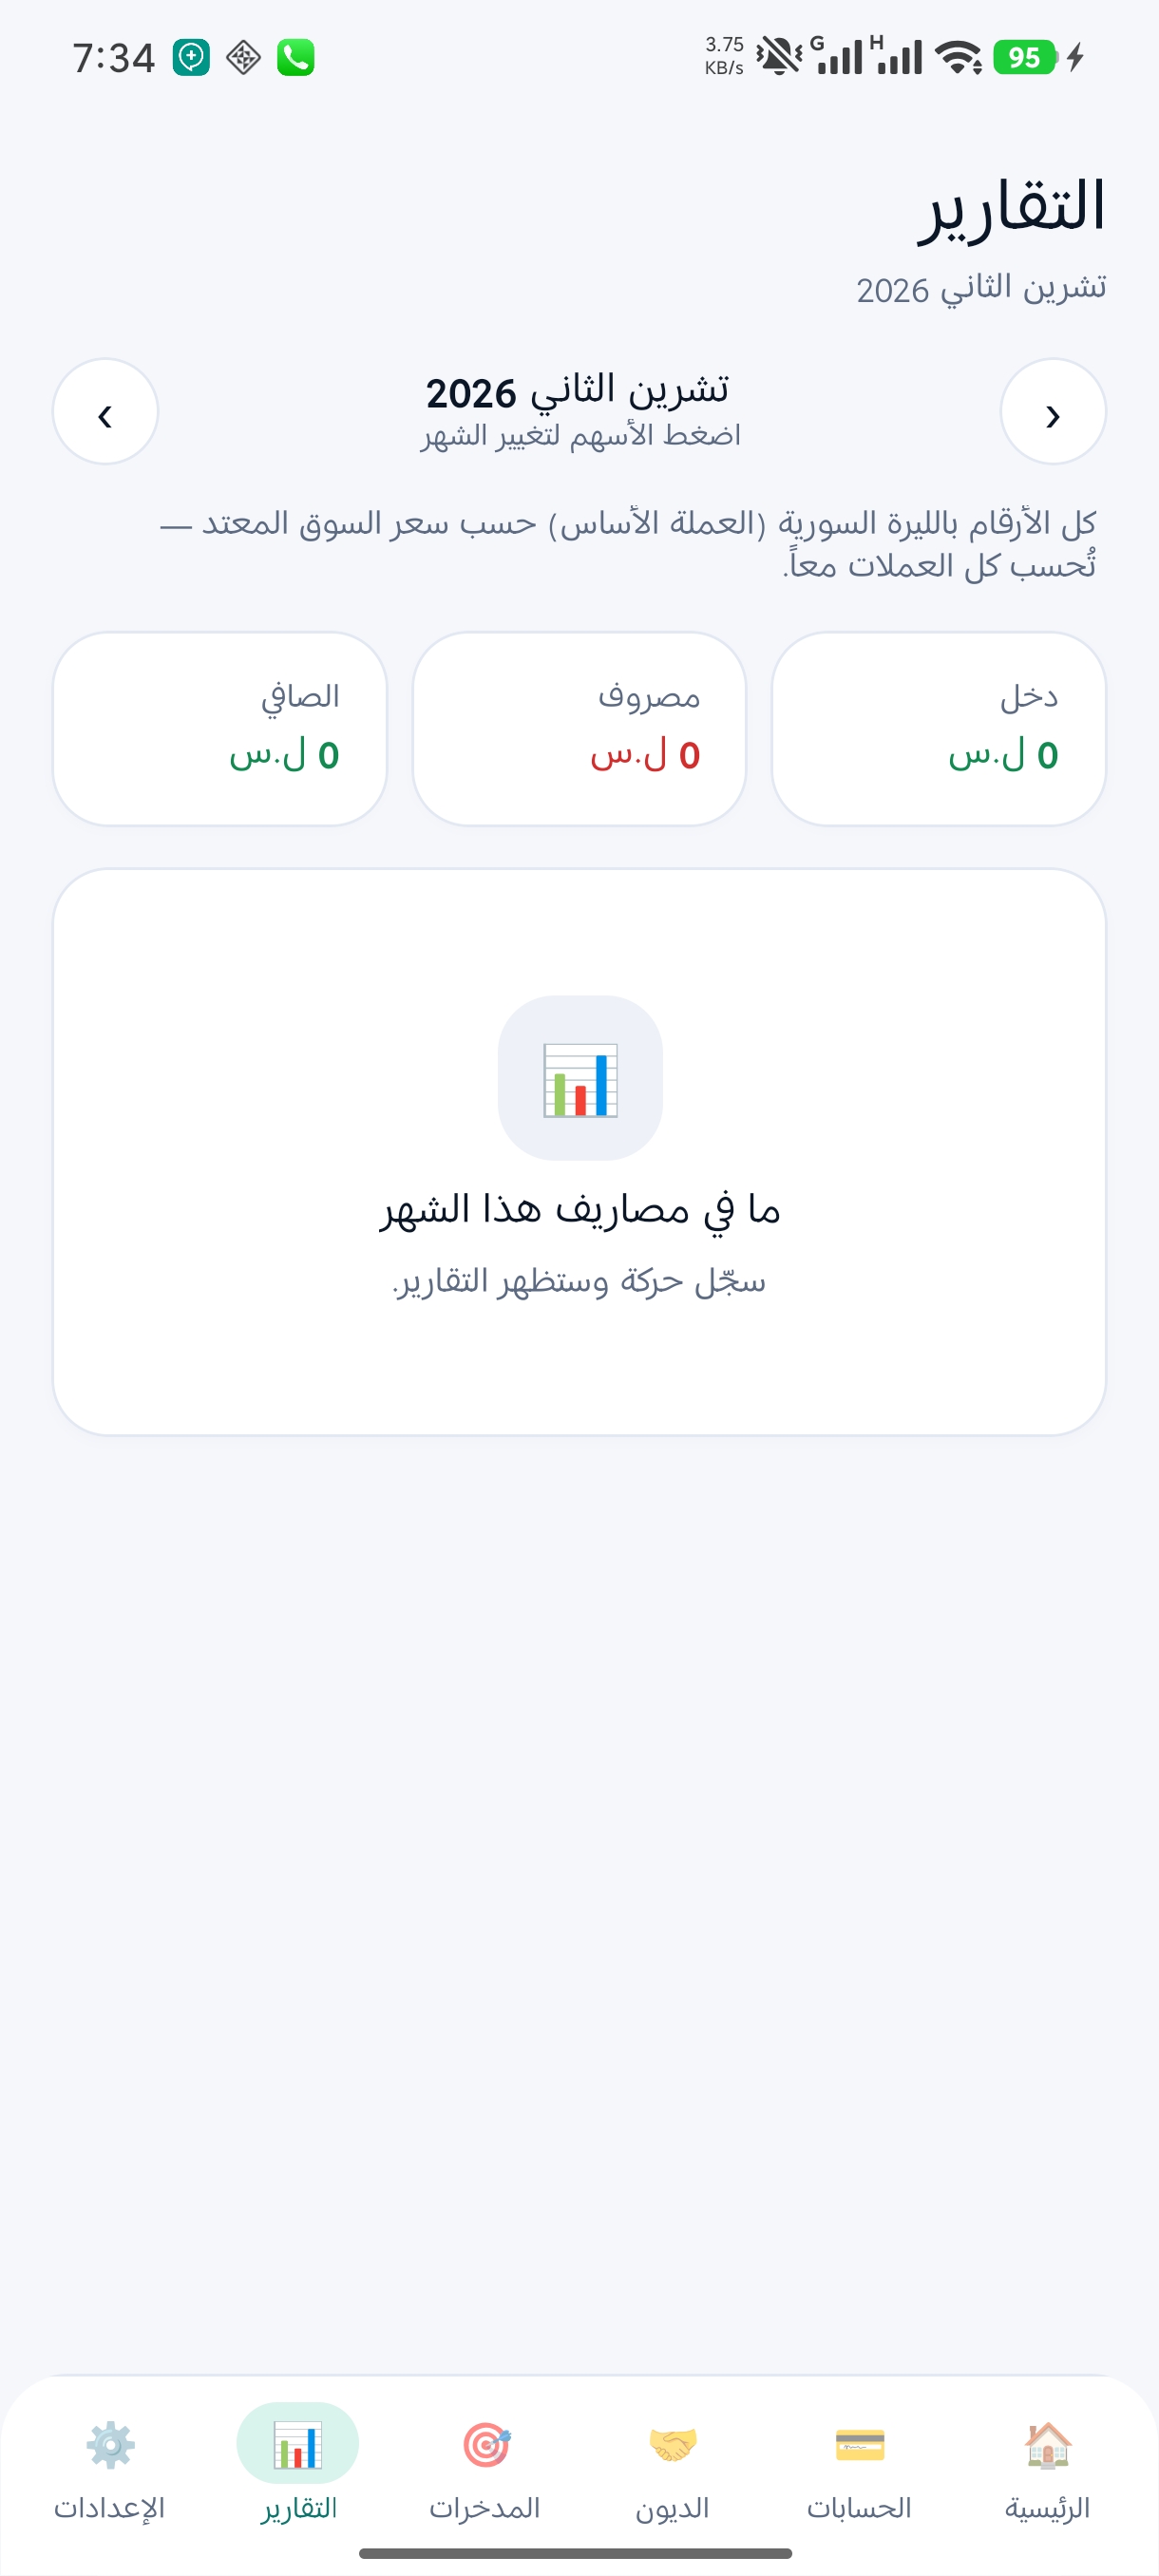 7:34
3.75
KB/s
G
H
95
التقارير
تشرين الثاني 2026
‹
تشرين الثاني 2026
›
اضغط الأسهم لتغيير الشهر
كل الأرقام بالليرة السورية (العملة الأساس) حسب سعر السوق المعتد —
تُحسب كل العملات معاً.
دخل
0 ل.س
مصروف
0 ل.س
الصافي
0 ل.س
ما في مصاريف هذا الشهر
سجّل حركة وستظهر التقارير.
الرئيسية
الحسابات
الديون
المدخرات
التقارير
الإعدادات